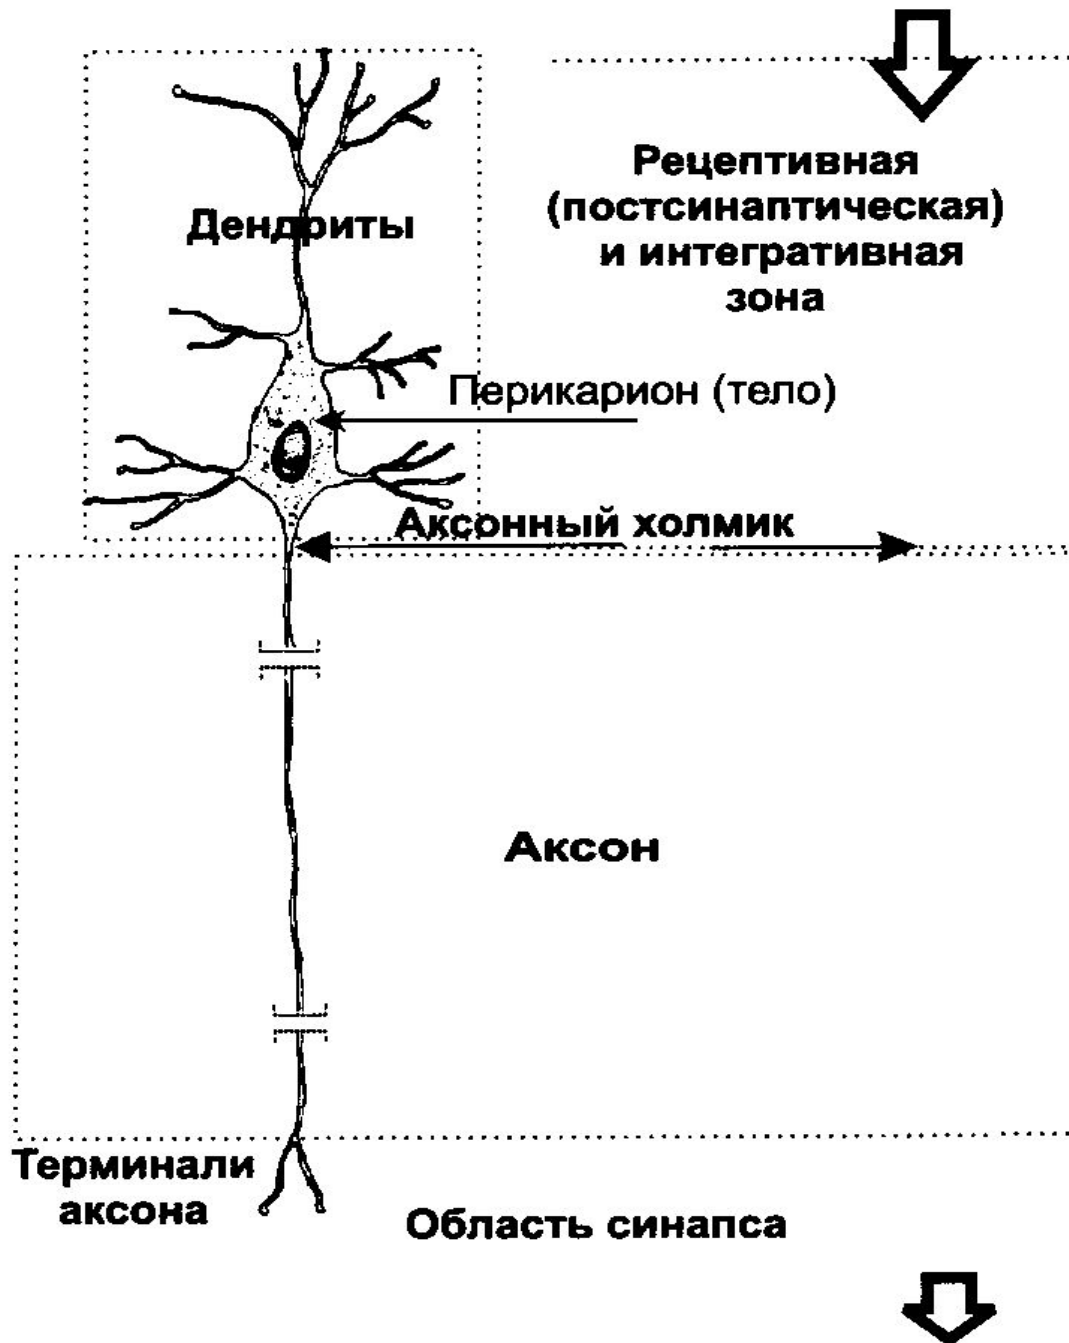 Рецептивная
(постсинаптическая)
и интегративная
зона
Дендриты
Перикарион (тело)
Аксонный холмик
Аксон
Терминали
аксона
Область синапса